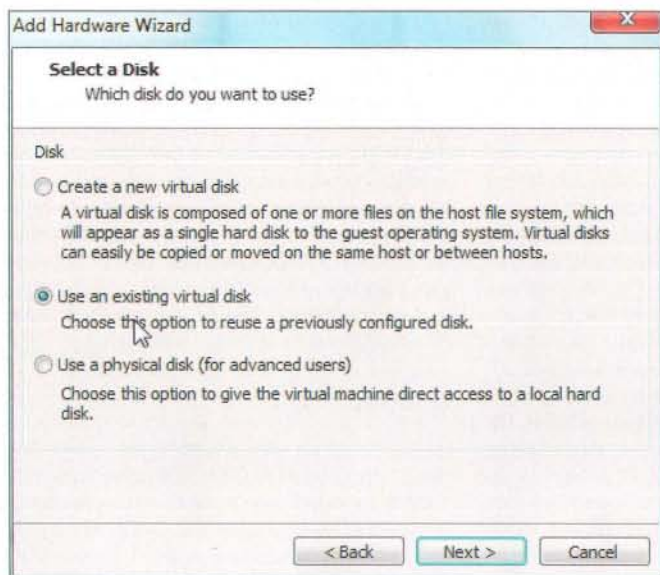 Add Hardware Wizard
Select a Disk
Which disk do you want to use?
Disk
Create a new virtual disk
A virtual disk is composed of one or more files on the host file system, which
will appear as a single hard disk to the guest operating system. Virtual disks
can easily be copied or moved on the same host or between hosts.
Use an existing virtual disk
Choose this option to reuse a previously configured disk.
Use a physical disk (for advanced users)
Choose this option to give the virtual machine direct access to a local hard
disk.
< Back
Next >
Cancel